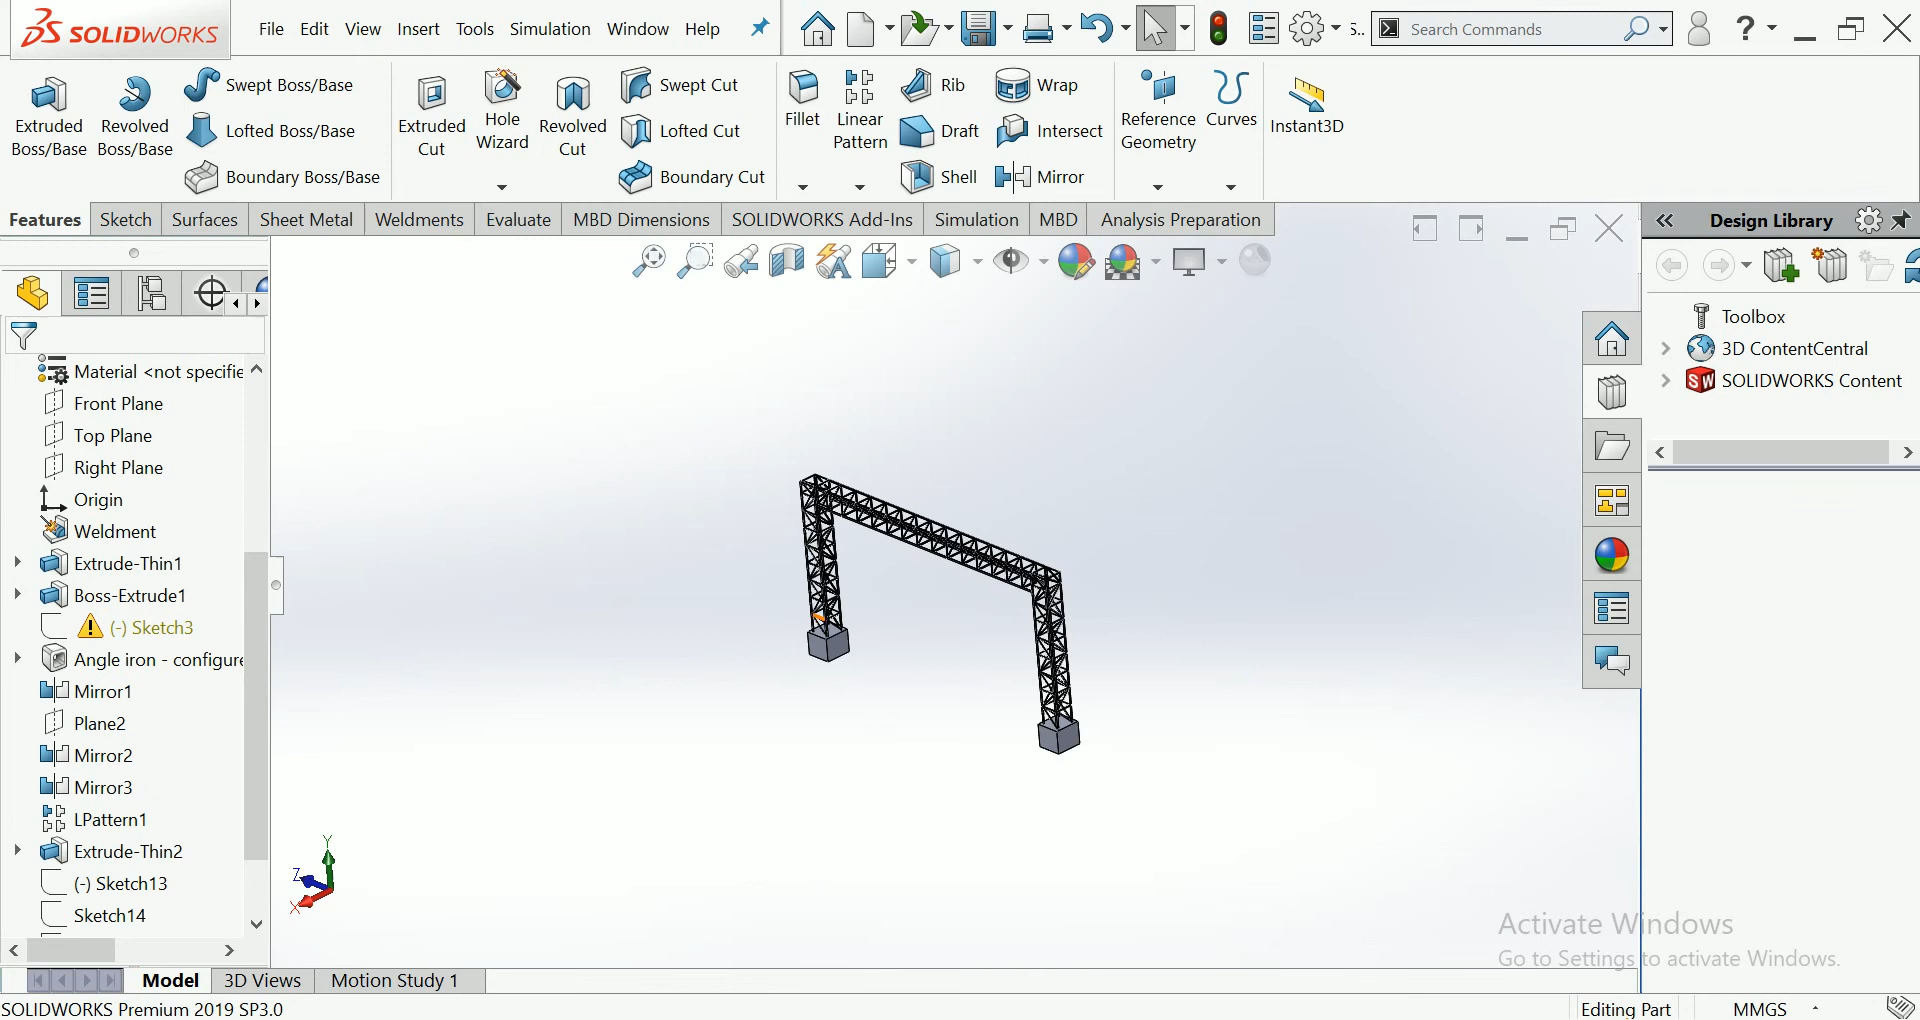 SOLIDWORKS
File Edit View Insert Tools Simulation Window Help
S..
Search Commands
?
Extruded Boss/Base
Revolved Boss/Base
Swept Boss/Base
Lofted Boss/Base
Boundary Boss/Base
Extruded Cut
Hole Wizard
Revolved Cut
Swept Cut
Lofted Cut
Boundary Cut
Fillet
Linear Pattern
Rib
Draft
Shell
Wrap
Intersect
Mirror
Reference Geometry
Curves
Instant3D
Features Sketch Surfaces Sheet Metal Weldments Evaluate MBD Dimensions SOLIDWORKS Add-Ins Simulation MBD Analysis Preparation
Design Library
Toolbox
3D ContentCentral
SOLIDWORKS Content
Material <not specifie
Front Plane
Top Plane
Right Plane
Origin
Weldment
Extrude-Thin1
Boss-Extrude1
(-) Sketch3
Angle iron - configure
Mirror1
Plane2
Mirror2
Mirror3
LPattern1
Extrude-Thin2
(-) Sketch13
Sketch14
Y
Z
X
Activate Windows
Go to Settings to activate Windows.
Model 3D Views Motion Study 1
SOLIDWORKS Premium 2019 SP3.0
Editing Part
MMGS